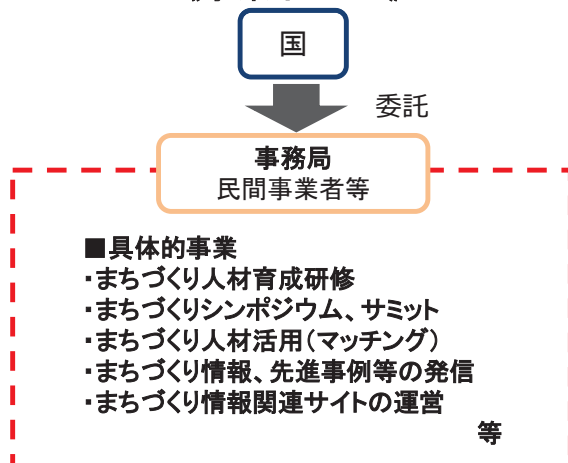 国
委託
事務局
民間事業者等
■具体的事業
・まちづくり人材育成研修
・まちづくりシンポジウム、サミット
・まちづくり人材活用(マッチング)
・まちづくり情報、先進事例等の発信
・まちづくり情報関連サイトの運営
等